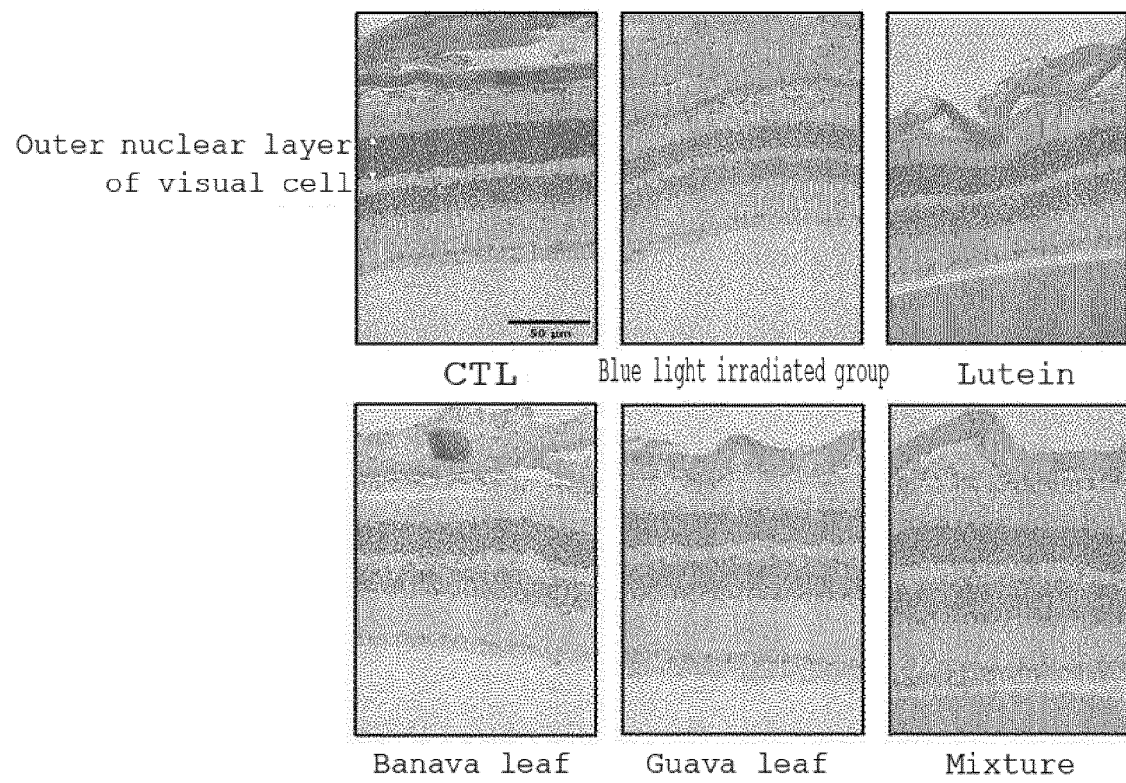 Outer nuclear layer
of visual cell
50 µm
CTL
Blue light irradiated group
Lutein
Banava leaf
Guava leaf
Mixture